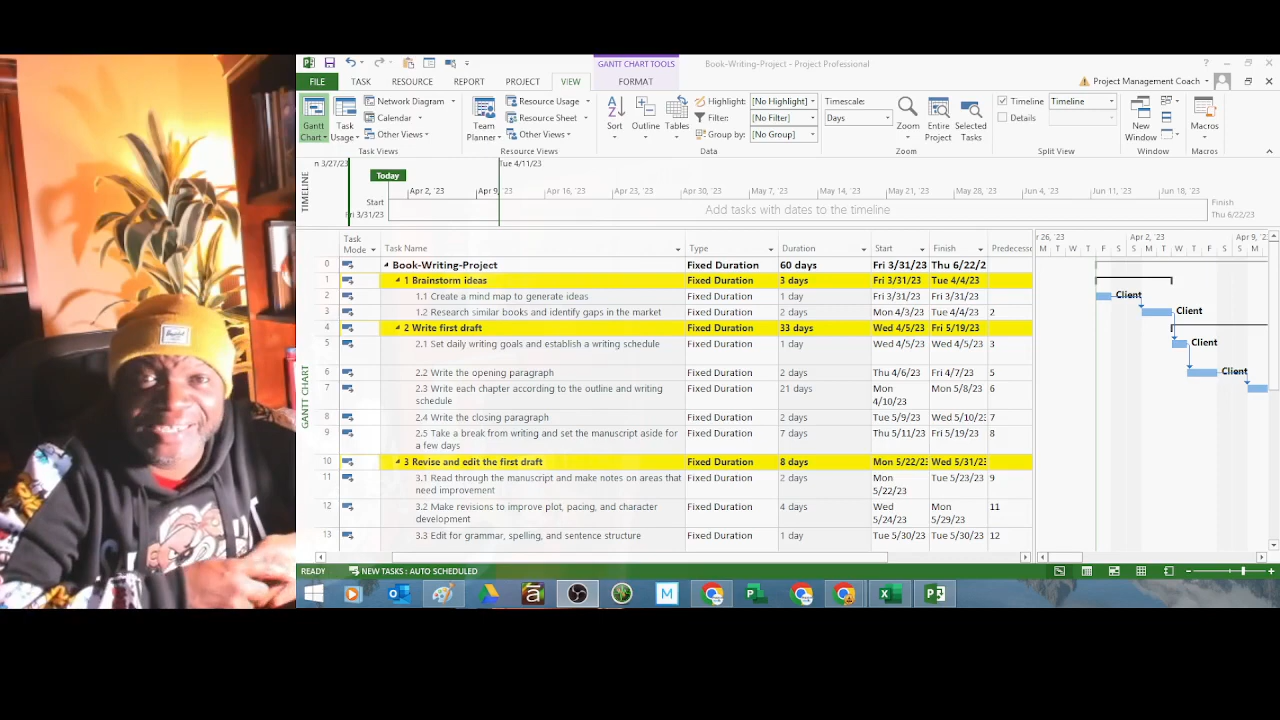 GANTT CHART TOOLS Book-Writing-Project - Project Professional
FILE TASK RESOURCE REPORT PROJECT VIEW FORMAT Project Management Coach
Gantt Chart
Task Usage
Network Diagram
Calendar
Other Views
Task Views
Team Planner
Resource Usage
Resource Sheet
Other Views
Resource Views
Sort
Outline
Tables
Highlight: [No Highlight]
Filter: [No Filter]
Group by: [No Group]
Data
Timescale:
Days
Zoom
Entire Project
Selected Tasks
Zoom
Timeline Timeline
Details
Split View
New Window
Window
Macros
Macros
TIMELINE
n 3/27/23 Tue 4/11/23
Today
Apr 2, '23 Apr 9, '23 Apr 16, '23 Apr 23, '23 Apr 30, '23 May 7, '23 May 14, '23 May 21, '23 May 28, '23 Jun 4, '23 Jun 11, '23 Jun 18, '23
Start
Fri 3/31/23
Add tasks with dates to the timeline
Finish
Thu 6/22/23
GANTT CHART
Task Mode Task Name Type Duration Start Finish Predecess
r 26, '23 Apr 2, '23 Apr 9, '2
M T W T F S S M T W T F S S M
0 Book-Writing-Project Fixed Duration 60 days Fri 3/31/23 Thu 6/22/2
1 1 Brainstorm ideas Fixed Duration 3 days Fri 3/31/23 Tue 4/4/23
2 1.1 Create a mind map to generate ideas Fixed Duration 1 day Fri 3/31/23 Fri 3/31/23 Client
3 1.2 Research similar books and identify gaps in the market Fixed Duration 2 days Mon 4/3/23 Tue 4/4/23 2 Client
4 2 Write first draft Fixed Duration 33 days Wed 4/5/23 Fri 5/19/23
5 2.1 Set daily writing goals and establish a writing schedule Fixed Duration 1 day Wed 4/5/23 Wed 4/5/23 3 Client
6 2.2 Write the opening paragraph Fixed Duration 2 days Thu 4/6/23 Fri 4/7/23 5 Client
7 2.3 Write each chapter according to the outline and writing Fixed Duration 21 days Mon Mon 5/8/23 6
schedule 4/10/23
8 2.4 Write the closing paragraph Fixed Duration 2 days Tue 5/9/23 Wed 5/10/23 7
9 2.5 Take a break from writing and set the manuscript aside for Fixed Duration 7 days Thu 5/11/23 Fri 5/19/23 8
a few days
10 3 Revise and edit the first draft Fixed Duration 8 days Mon 5/22/23 Wed 5/31/23
11 3.1 Read through the manuscript and make notes on areas that Fixed Duration 2 days Mon Tue 5/23/23 9
need improvement 5/22/23
12 3.2 Make revisions to improve plot, pacing, and character Fixed Duration 4 days Wed Mon 11
development 5/24/23 5/29/23
13 3.3 Edit for grammar, spelling, and sentence structure Fixed Duration 1 day Tue 5/30/23 Tue 5/30/23 12
READY NEW TASKS : AUTO SCHEDULED